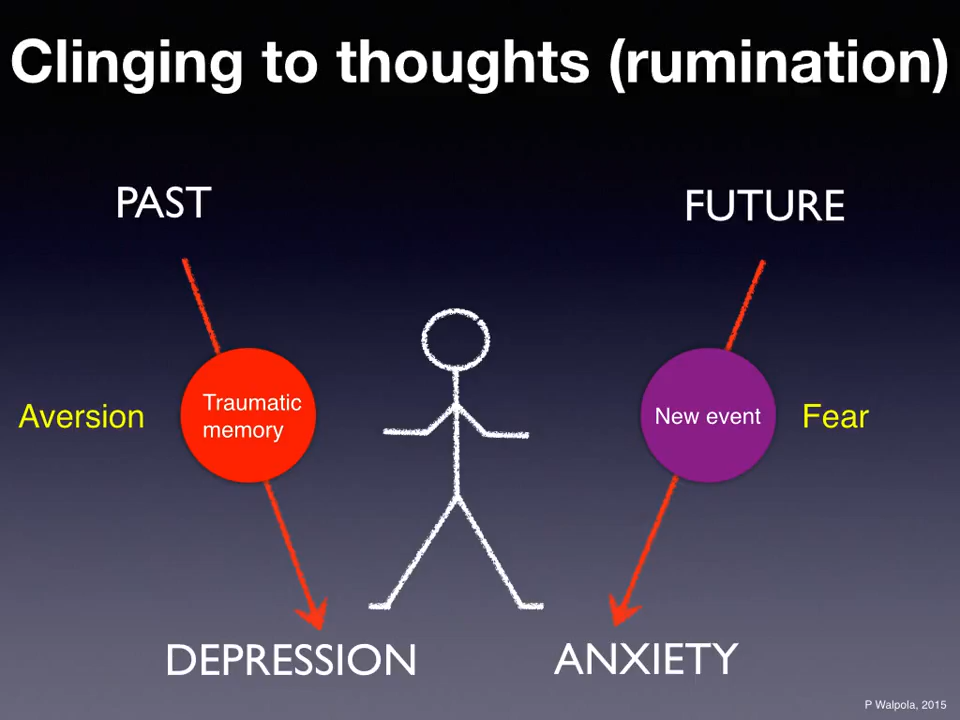 Clinging to thoughts (rumination)
PAST
FUTURE
Aversion
Traumatic
memory
New event
Fear
DEPRESSION
ANXIETY
P Walpola, 2015